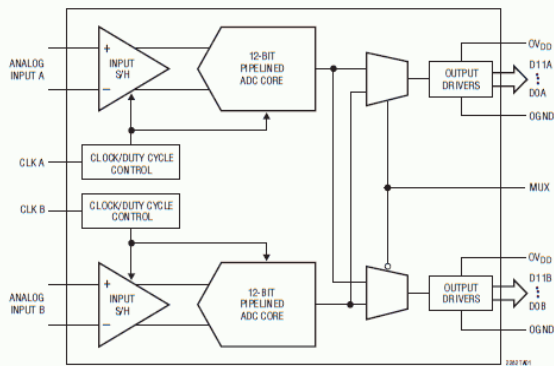 ANALOG
INPUT A
+
−
INPUT
S/H
12-BIT
PIPELINED
ADC CORE
OUTPUT
DRIVERS
OVDD
D11A
D0A
OGND
CLK A
CLOCK/DUTY CYCLE
CONTROL
MUX
CLK B
CLOCK/DUTY CYCLE
CONTROL
ANALOG
INPUT B
+
−
INPUT
S/H
12-BIT
PIPELINED
ADC CORE
OUTPUT
DRIVERS
OVDD
D11B
D0B
OGND